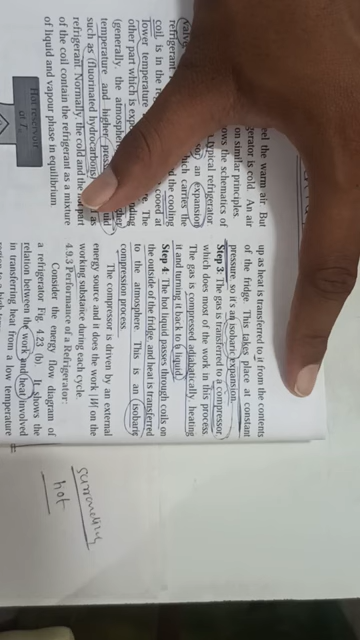 eel the warm air. But
gerator is cold. An air
on similar principles.
ows the schematics of
typical refrigerator.
an expansion
which carries the
refrigerant
d the cooling
coil is in the
cooled at
lower temperature
The
other part which is
(generally the atmosphere
temperature and higher
such as (fluorinated hydrocarbons) as
refrigerant. Normally, the cold and the hot part
of the coil contain the refrigerant as a mixture
of liquid and vapour phase in equilibrium
Hot reservoir
up as heat is transferred to it from the contents
of the fridge. This takes place at constant
pressure, so it's an isobaric expansion.
Step 3: The gas is transferred to a compressor,
which does most of the work in this process
The gas is compressed adiabatically, heating
it and turning it back to a liquid.
Step 4: The hot liquid passes through coils on
the outside of the fridge and heat is transferred
to the atmosphere. This is an isobaric
compression process.
The compressor is driven by an external
energy source and it does the work |W| on the
working substance during each cycle.
4.9.3 Performance of a Refrigerator:
Consider the energy flow diagram of
a refrigerator Fig. 4.23 (b). It shows the
relation between the work and heat involved
in transferring heat from a low temperature
surrounding
hot